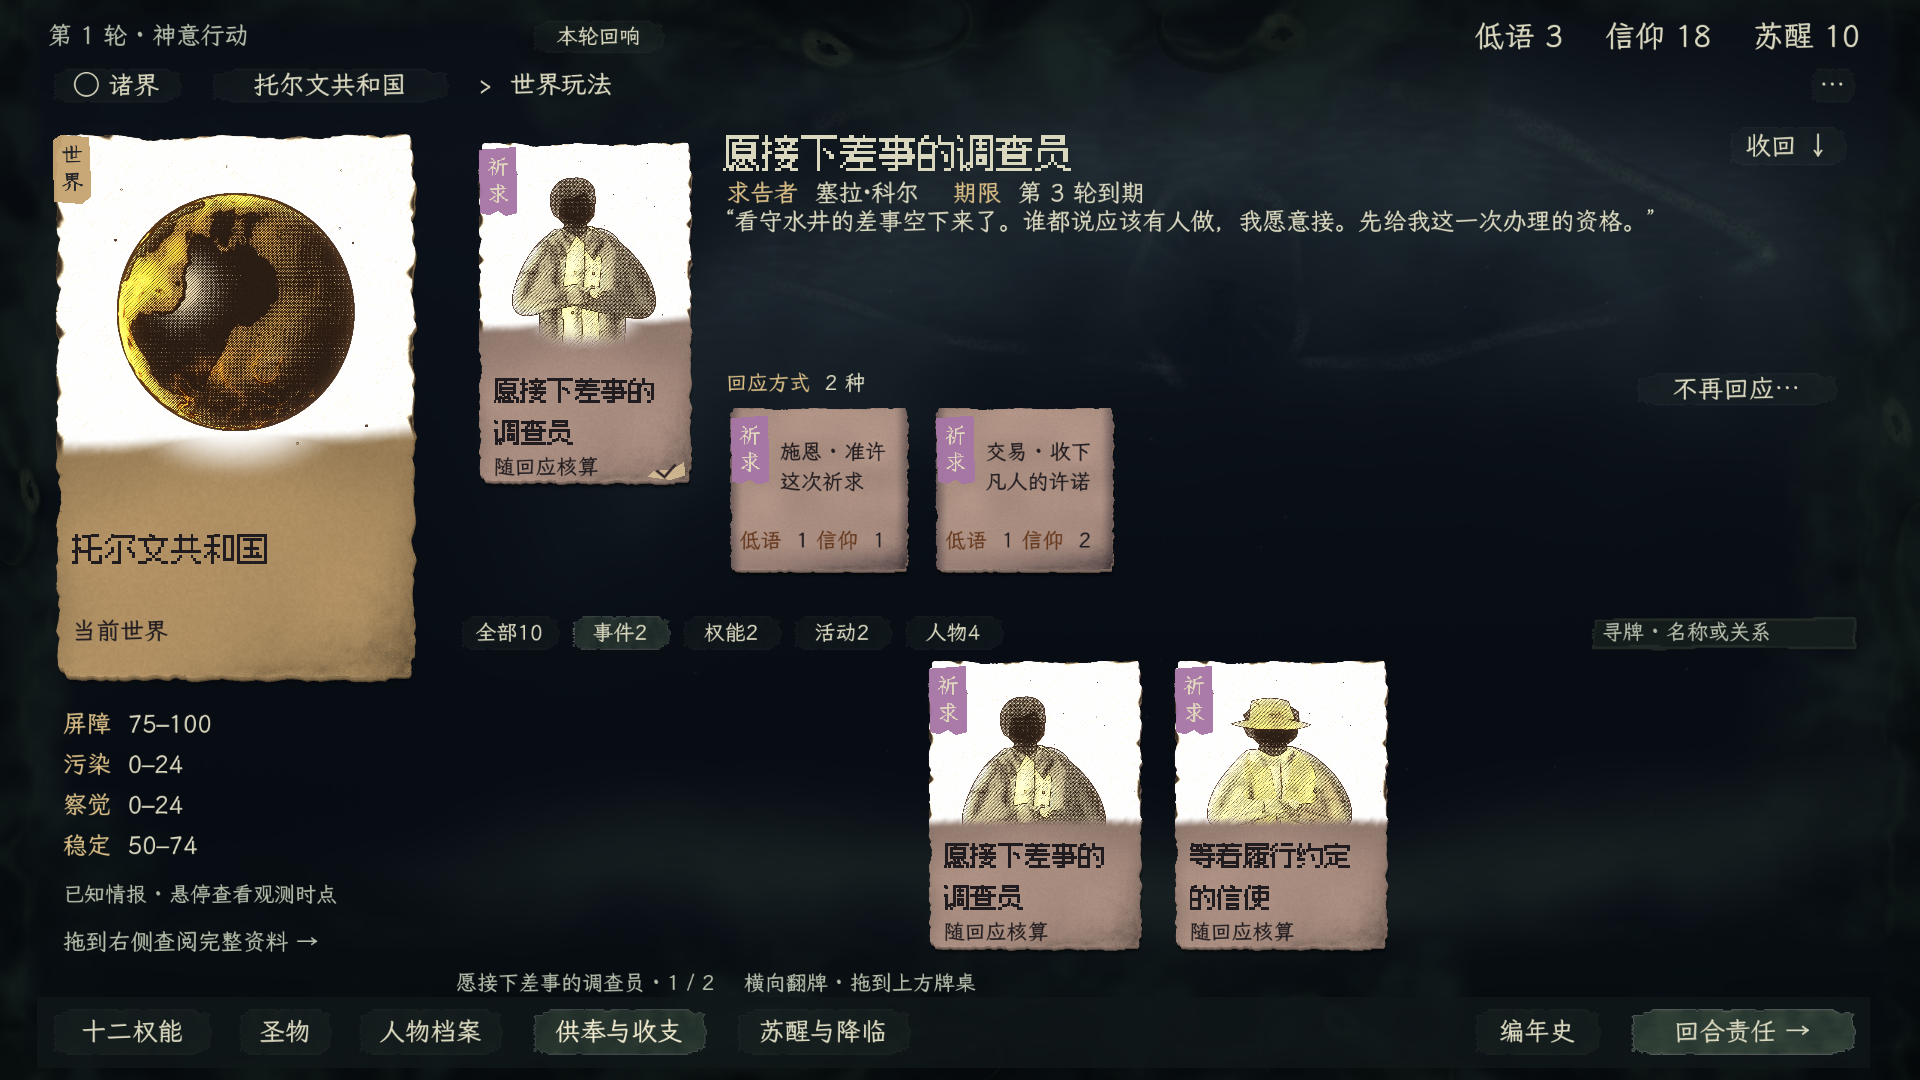 第 1 轮・神意行动
本轮回响
低语 3 信仰 18 苏醒 10
诸界
托尔文共和国
> 世界玩法
…
世界
托尔文共和国
当前世界
屏障 75–100
污染 0–24
察觉 0–24
稳定 50–74
已知情报・悬停查看观测时点
拖到右侧查阅完整资料 →
祈求
愿接下差事的
调查员
随回应核算
愿接下差事的调查员
收回 ↓
求告者 塞拉·科尔 期限 第 3 轮到期
“看守水井的差事空下来了。谁都说应该有人做，我愿意接。先给我这一次办理的资格。”
回应方式 2 种
不再回应…
祈求
施恩・准许
这次祈求
低语 1 信仰 1
祈求
交易・收下
凡人的许诺
低语 1 信仰 2
全部10
事件2
权能2
活动2
人物4
寻牌・名称或关系
祈求
愿接下差事的
调查员
随回应核算
祈求
等着履行约定
的信使
随回应核算
愿接下差事的调查员・1 / 2 横向翻牌・拖到上方牌桌
十二权能
圣物
人物档案
供奉与收支
苏醒与降临
编年史
回合责任 →